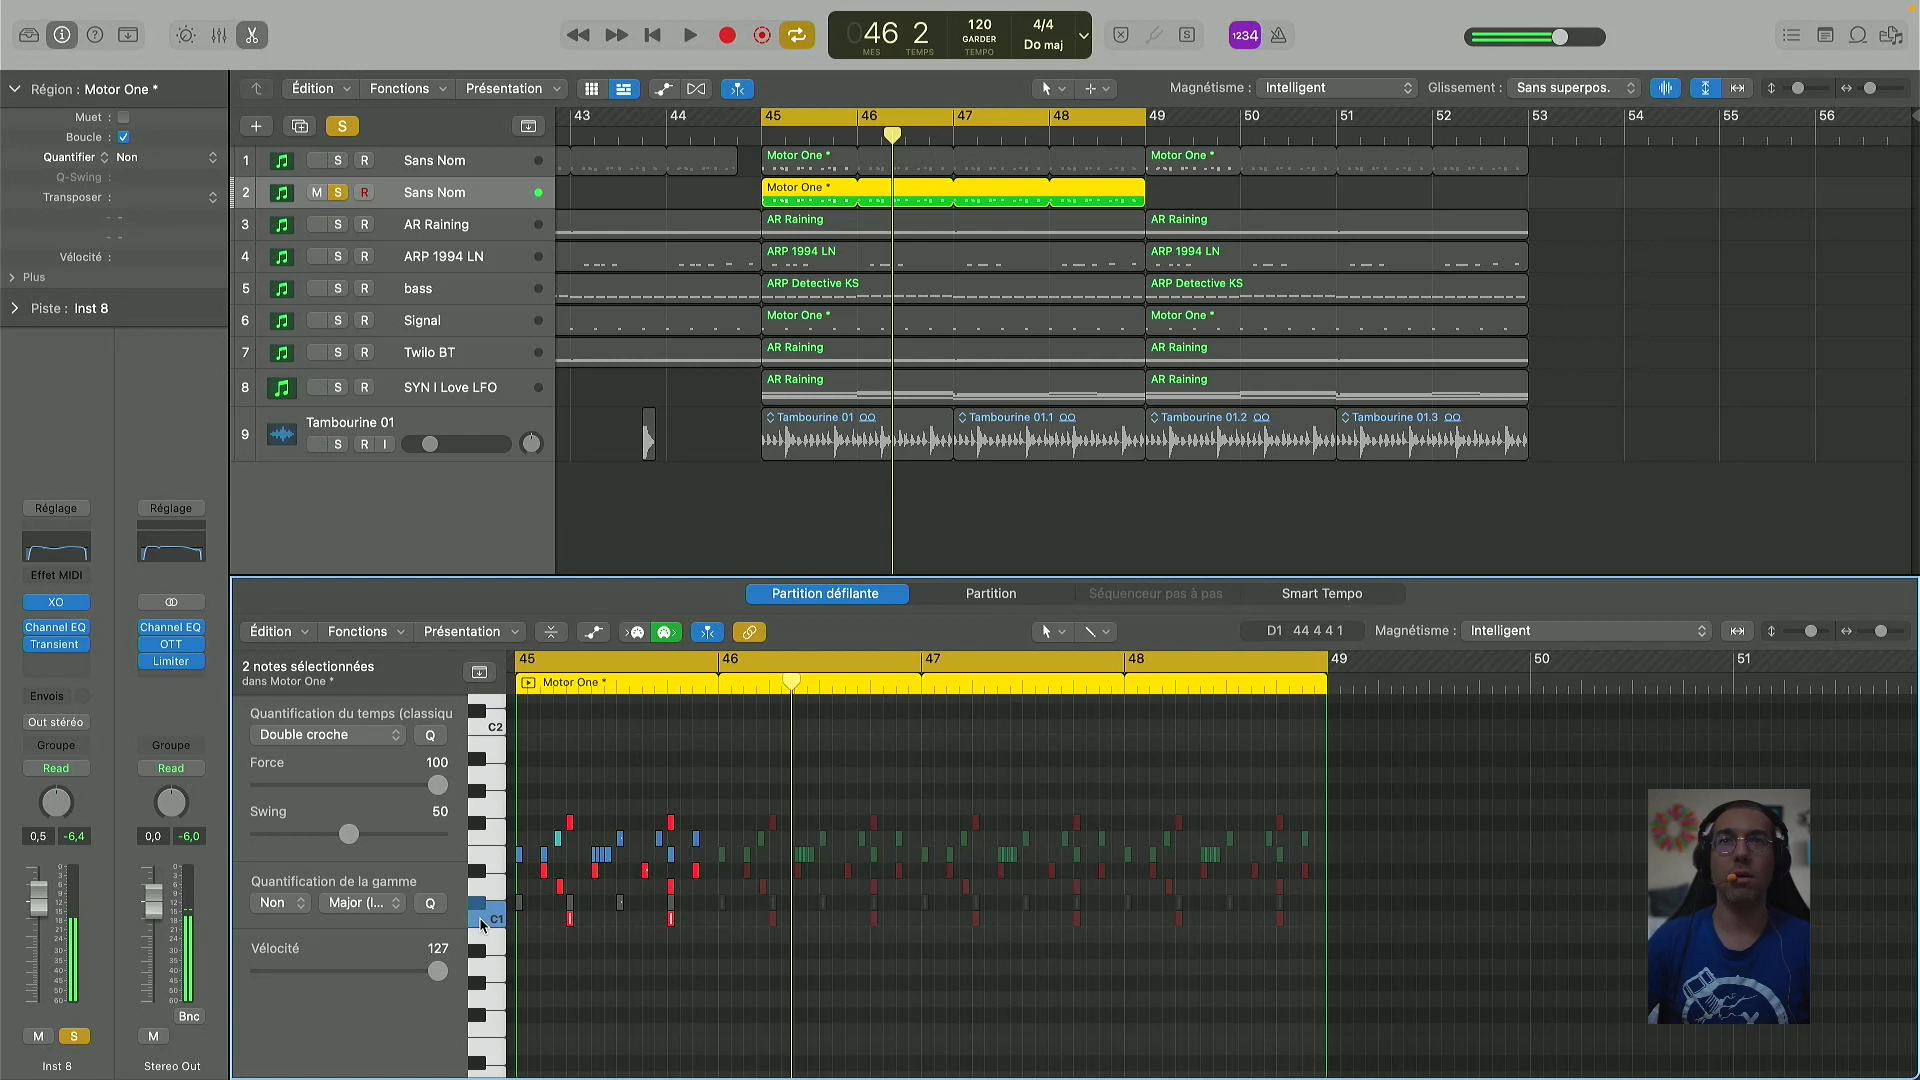 1234
46 2
MES TEMPS
120
GARDER
TEMPO
4/4
Do maj
Région : Motor One *
Muet :
Boucle :
Quantifier Non
Q-Swing :
Transposer :
Vélocité :
Plus
Piste : Inst 8
Édition Fonctions Présentation
Magnétisme : Intelligent
Glissement : Sans superpos.
S
43 44 45 46 47 48 49 50 51 52 53 54 55 56
1 S R Sans Nom
Motor One * Motor One *
2 M S R Sans Nom
Motor One *
3 S R AR Raining
AR Raining AR Raining
4 S R ARP 1994 LN
ARP 1994 LN ARP 1994 LN
5 S R bass
ARP Detective KS ARP Detective KS
6 S R Signal
Motor One * Motor One *
7 S R Twilo BT
AR Raining AR Raining
8 S R SYN I Love LFO
AR Raining AR Raining
9 Tambourine 01
S R I
Tambourine 01 Tambourine 01.1 Tambourine 01.2 Tambourine 01.3
Réglage Réglage
Effet MIDI
XO
Channel EQ Channel EQ
Transient OTT
Limiter
Envois
Out stéréo
Groupe Groupe
Read Read
0,5 -6,4 0,0 -6,0
Bnc
M S M
Inst 8 Stereo Out
Partition défilante Partition Séquenceur pas à pas Smart Tempo
Édition Fonctions Présentation
D1 44 4 4 1
Magnétisme : Intelligent
2 notes sélectionnées
dans Motor One *
45 46 47 48 49 50 51
Motor One *
Quantification du temps (classiqu
Double croche Q
Force 100
Swing 50
Quantification de la gamme
Non Major (I... Q
Vélocité 127
C2
C1